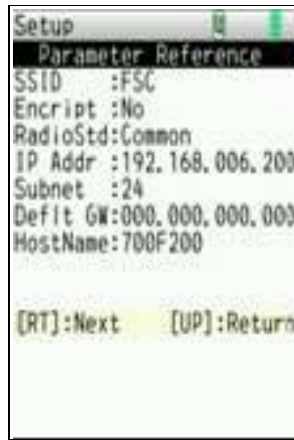 Setup
Parameter Reference
SSID :FSC
Encript :No
RadioStd:Common
IP Addr :192.168.006.200
Subnet :24
Deflt GW:000.000.000.000
HostName:700F200
[RT]:Next [UP]:Return